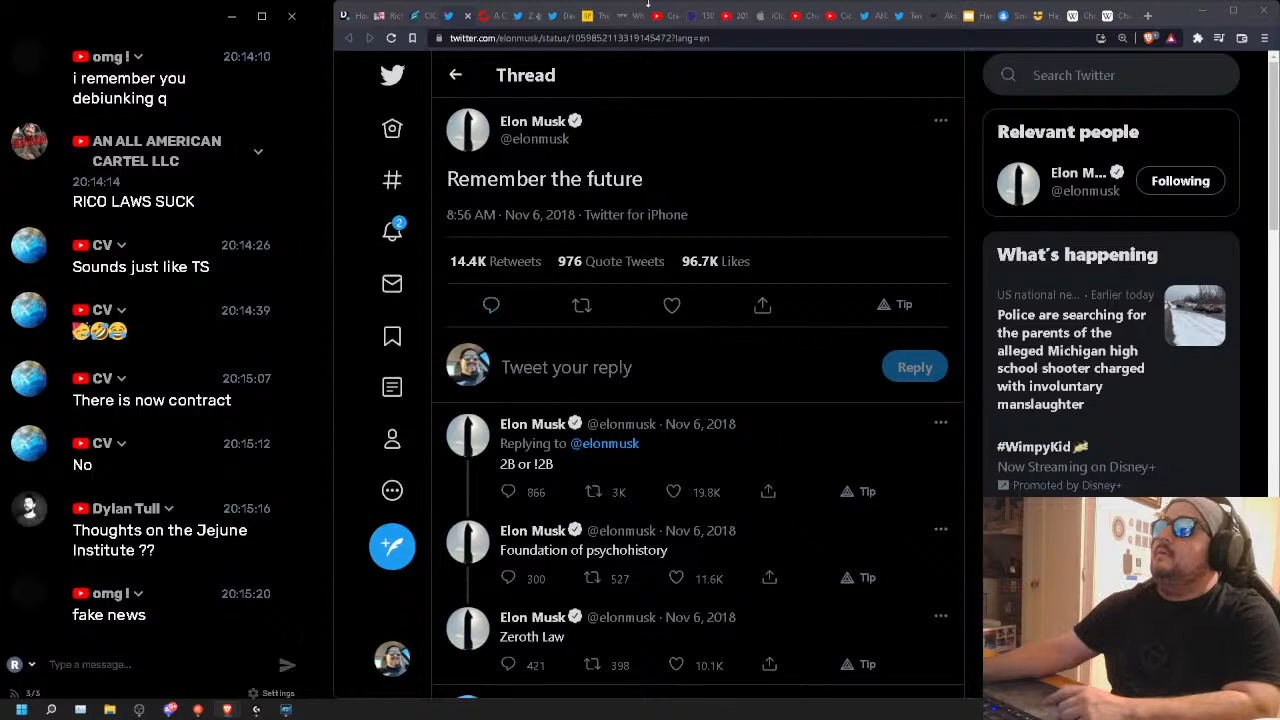 omg !
20:14:10
i remember you
debiunking q
AN ALL AMERICAN
CARTEL LLC
20:14:14
RICO LAWS SUCK
CV
20:14:26
Sounds just like TS
CV
20:14:39
🥳🤣😂
CV
20:15:07
There is now contract
CV
20:15:12
No
Dylan Tull
20:15:16
Thoughts on the Jejune
Institute ??
omg !
20:15:20
fake news
R
Type a message...
3/3
Settings
twitter.com/elonmusk/status/1059852113319145472?lang=en
Thread
Elon Musk
@elonmusk
Remember the future
8:56 AM · Nov 6, 2018 · Twitter for iPhone
14.4K Retweets 976 Quote Tweets 96.7K Likes
Tip
Tweet your reply
Reply
Elon Musk @elonmusk · Nov 6, 2018
Replying to @elonmusk
2B or !2B
866 3K 19.8K Tip
Elon Musk @elonmusk · Nov 6, 2018
Foundation of psychohistory
300 527 11.6K Tip
Elon Musk @elonmusk · Nov 6, 2018
Zeroth Law
421 398 10.1K Tip
2
Search Twitter
Relevant people
Elon M...
@elonmusk
Following
What's happening
US national ne... · Earlier today
Police are searching for
the parents of the
alleged Michigan high
school shooter charged
with involuntary
manslaughter
#WimpyKid
Now Streaming on Disney+
Promoted by Disney+